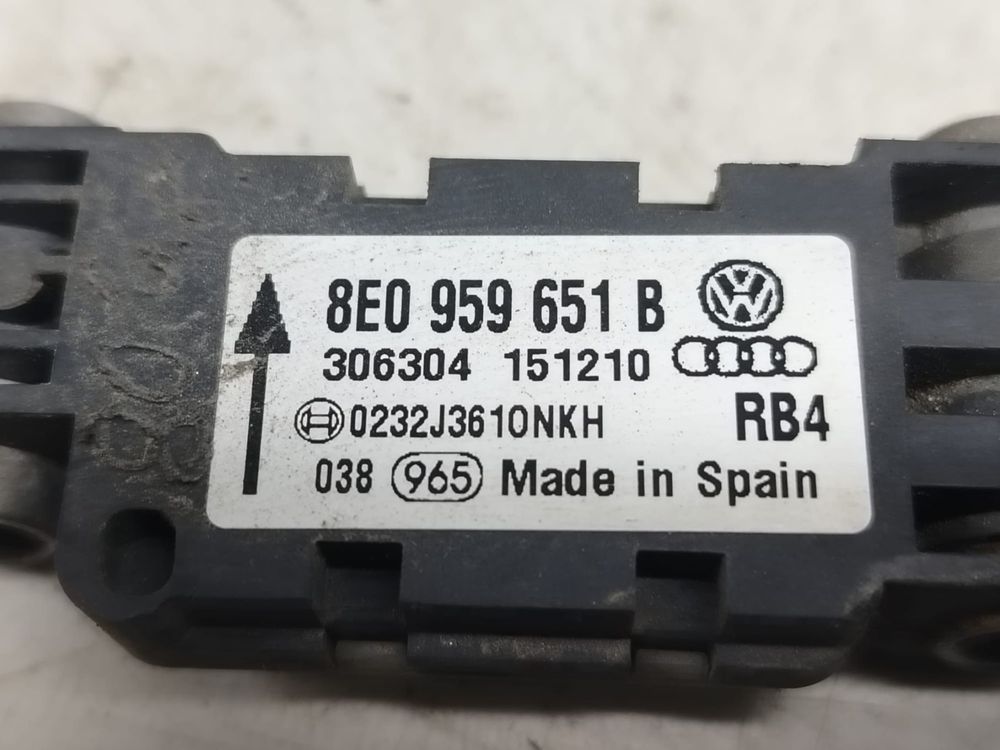 8E0 959 651 B
306304 151210
0232J3610NKH RB4
038 965 Made in Spain